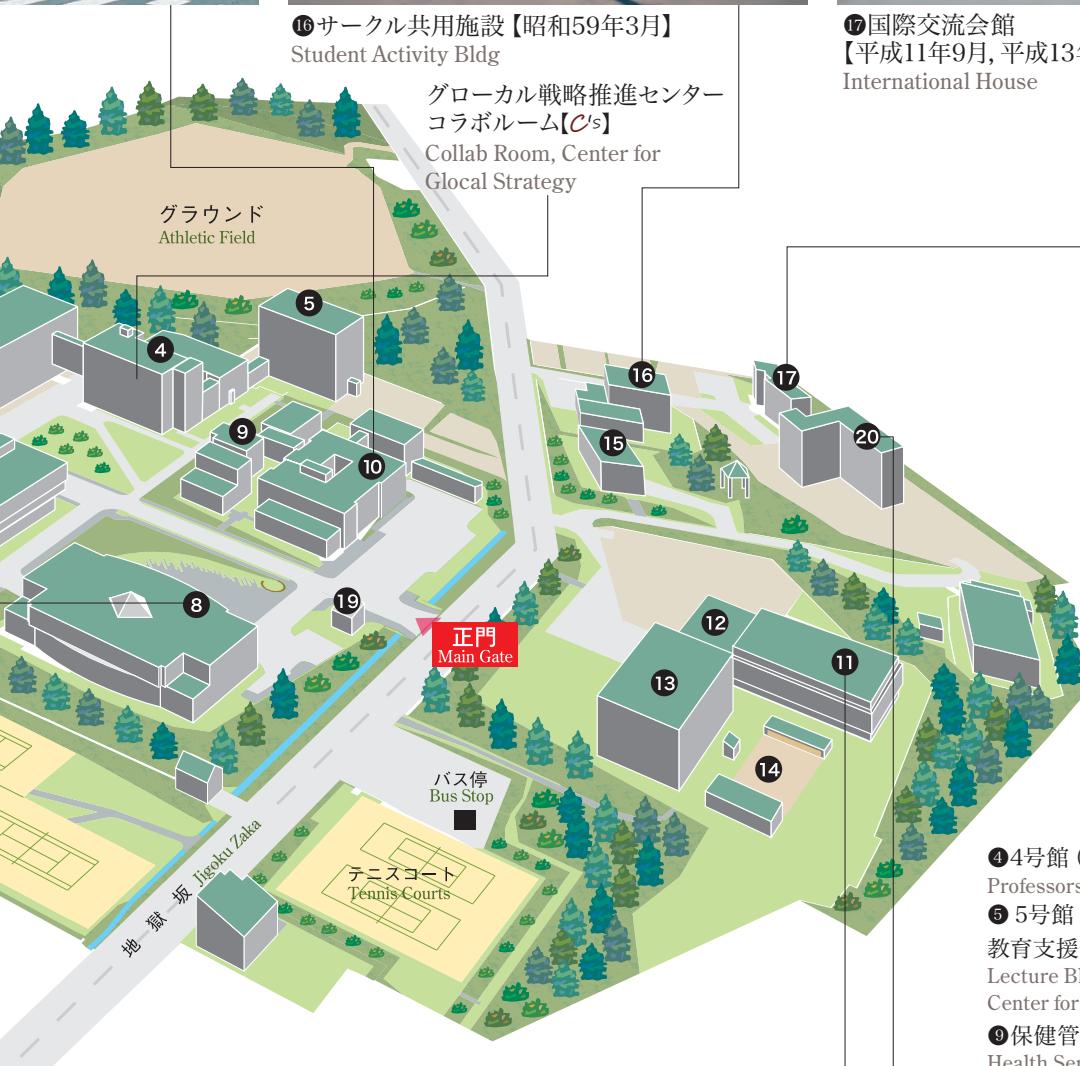 ⓰サークル共用施設【昭和59年3月】
Student Activity Bldg
⓱国際交流会館
【平成11年9月, 平成13年
International House
グローカル戦略推進センター
コラボルーム【C's】
Collab Room, Center for
Glocal Strategy
グラウンド
Athletic Field
5
4
16
17
9
10
15
20
8
19
正門
Main Gate
12
13
11
14
バス停
Bus Stop
テニスコート
Tennis Courts
地獄坂 Jigoku Zaka
❹4号館（
Professors
❺ 5号館
教育支援
Lecture Bl
Center for
❾保健管
Health Ser